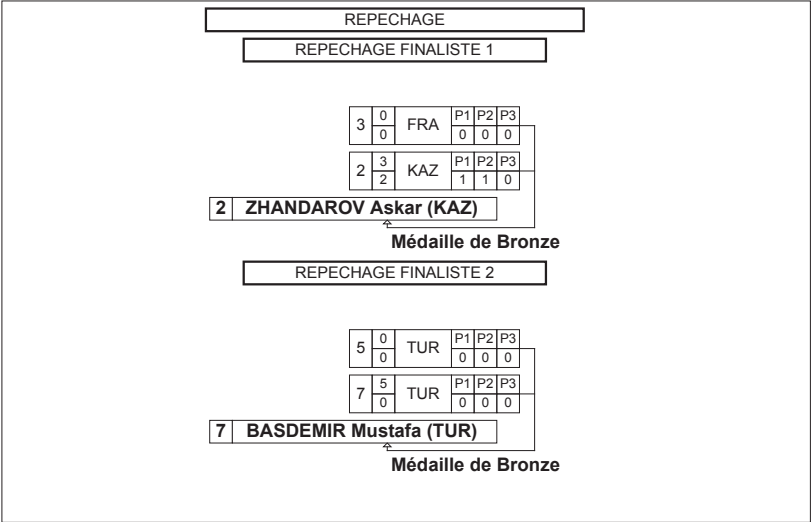 REPECHAGE
REPECHAGE FINALISTE 1
3 0 FRA P1 P2 P3
0 0 0 0
2 3 KAZ P1 P2 P3
2 1 1 0
2 ZHANDAROV Askar (KAZ)
Médaille de Bronze
REPECHAGE FINALISTE 2
5 0 TUR P1 P2 P3
0 0 0 0
7 5 TUR P1 P2 P3
0 0 0 0
7 BASDEMIR Mustafa (TUR)
Médaille de Bronze